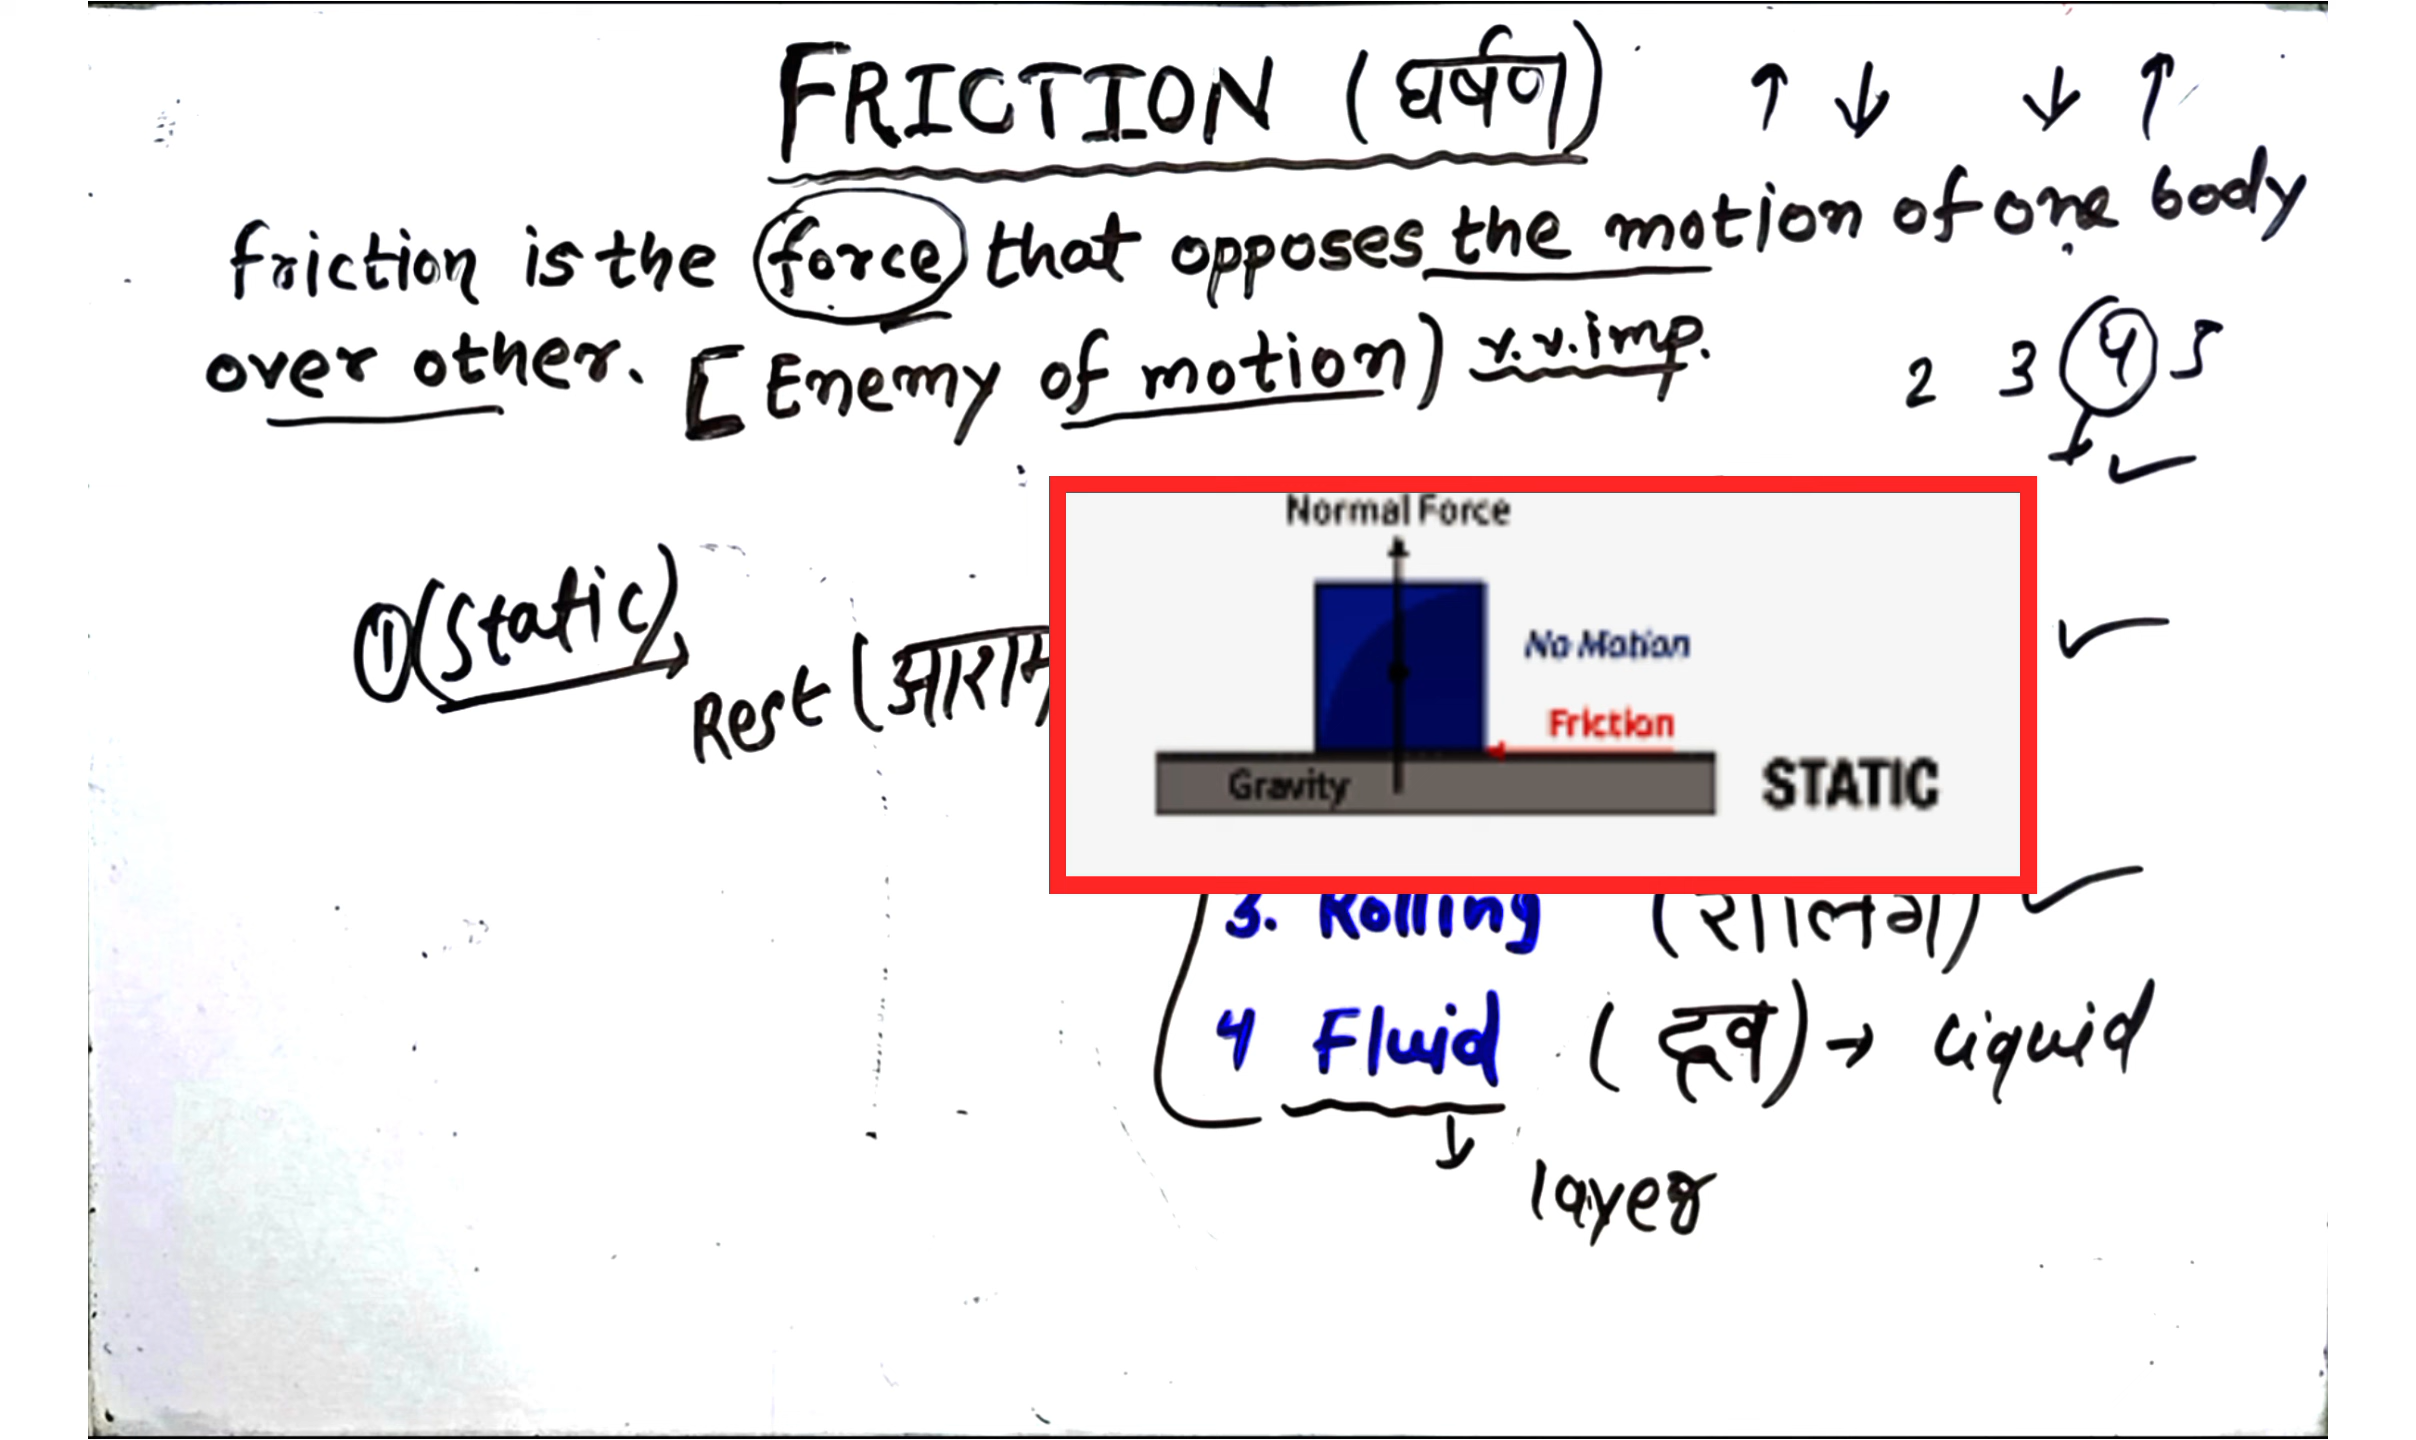 FRICTION (घर्षण) ↑ ↓ ↓ ↑
friction is the force that opposes the motion of one body
over other. [Enemy of motion) v.v.imp. 2 3 4 5
Normal Force
① (Static) → Rest (आराम
No Motion
Friction
Gravity
STATIC
3. Rolling (रोलिंग)
4 Fluid (द्रव) → Liquid
layer